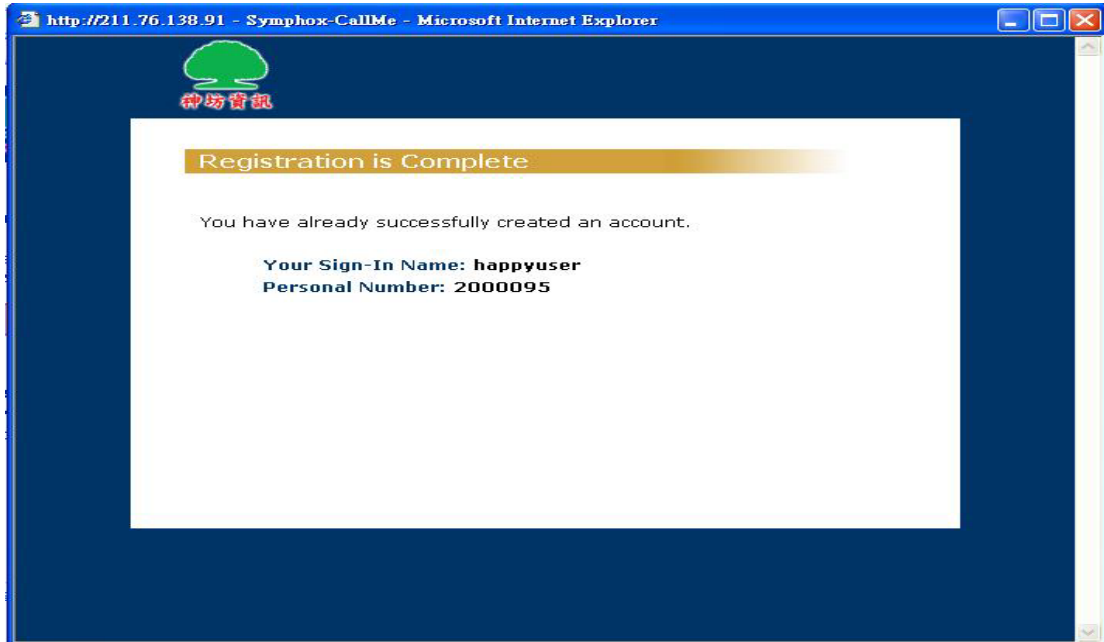 http://211.76.138.91 - Symphox-CallMe - Microsoft Internet Explorer
神坊資訊
Registration is Complete
You have already successfully created an account.
Your Sign-In Name: happyuser
Personal Number: 2000095